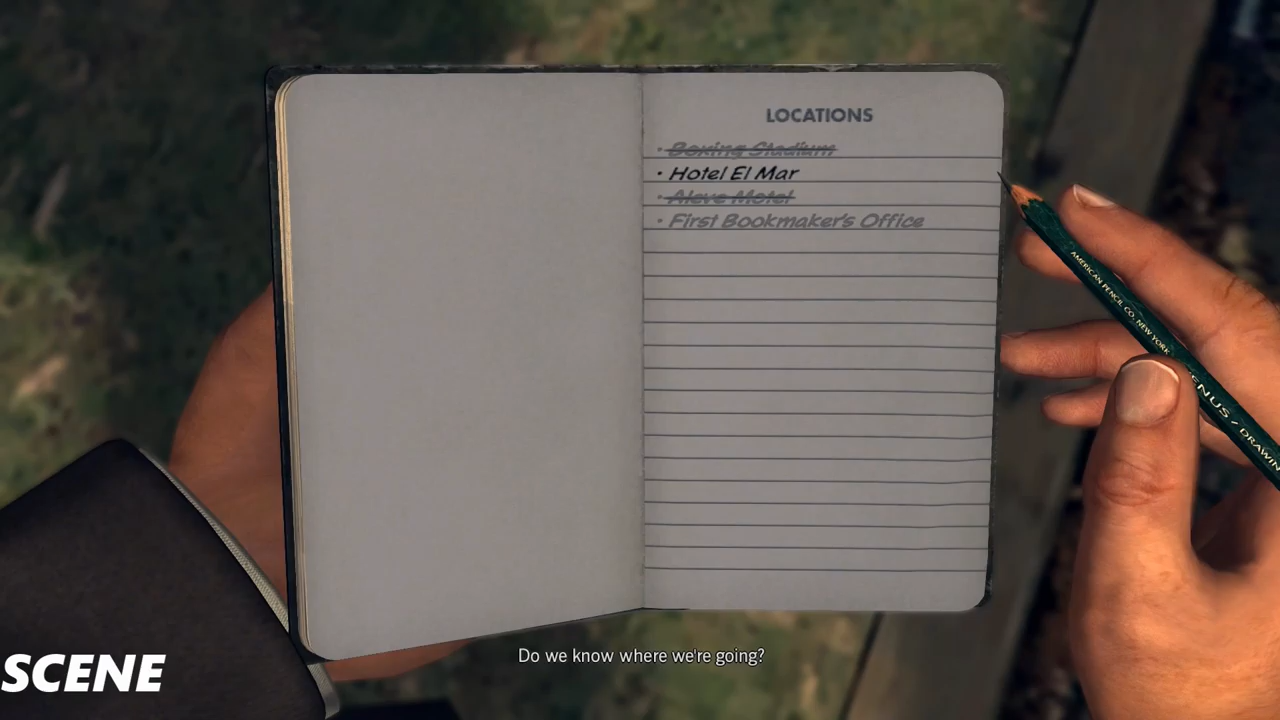 LOCATIONS
· Boxing Stadium
· Hotel El Mar
· Aleve Motel
· First Bookmaker's Office
AMERICAN PENCIL CO. NEW YORK
SCENE
Do we know where we're going?